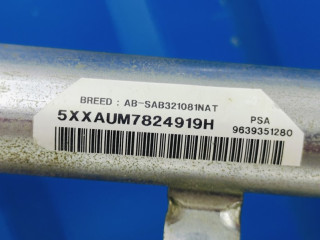 BREED : AB-SAB321081NAT
5XXAUM7824919H
PSA
9639351280